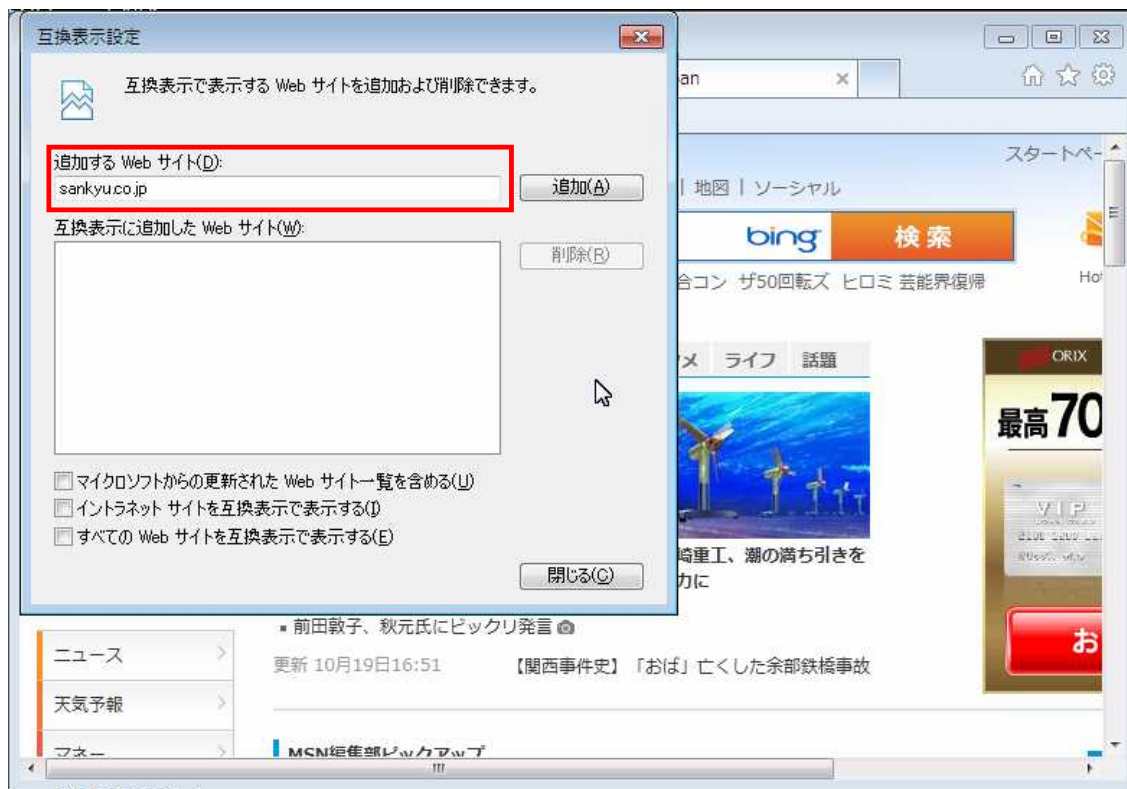 互換表示設定
互換表示で表示する Web サイトを追加および削除できます。
追加する Web サイト(D):
sankyu.co.jp
追加(A)
互換表示に追加した Web サイト(W):
削除(R)
マイクロソフトからの更新された Web サイト一覧を含める(U)
イントラネット サイトを互換表示で表示する(I)
すべての Web サイトを互換表示で表示する(E)
閉じる(C)
an
スタートペー
| 地図 | ソーシャル
bing
検索
合コン ザ50回転ズ ヒロミ 芸能界復帰
Ho
メ ライフ 話題
ORIX
最高70
VIP
崎重工、潮の満ち引きを
力に
お
前田敦子、秋元氏にビックリ発言
更新 10月19日16:51
【関西事件史】「おば」亡くした余部鉄橋事故
ニュース
天気予報
マネー
MSN編集部ピックアップ